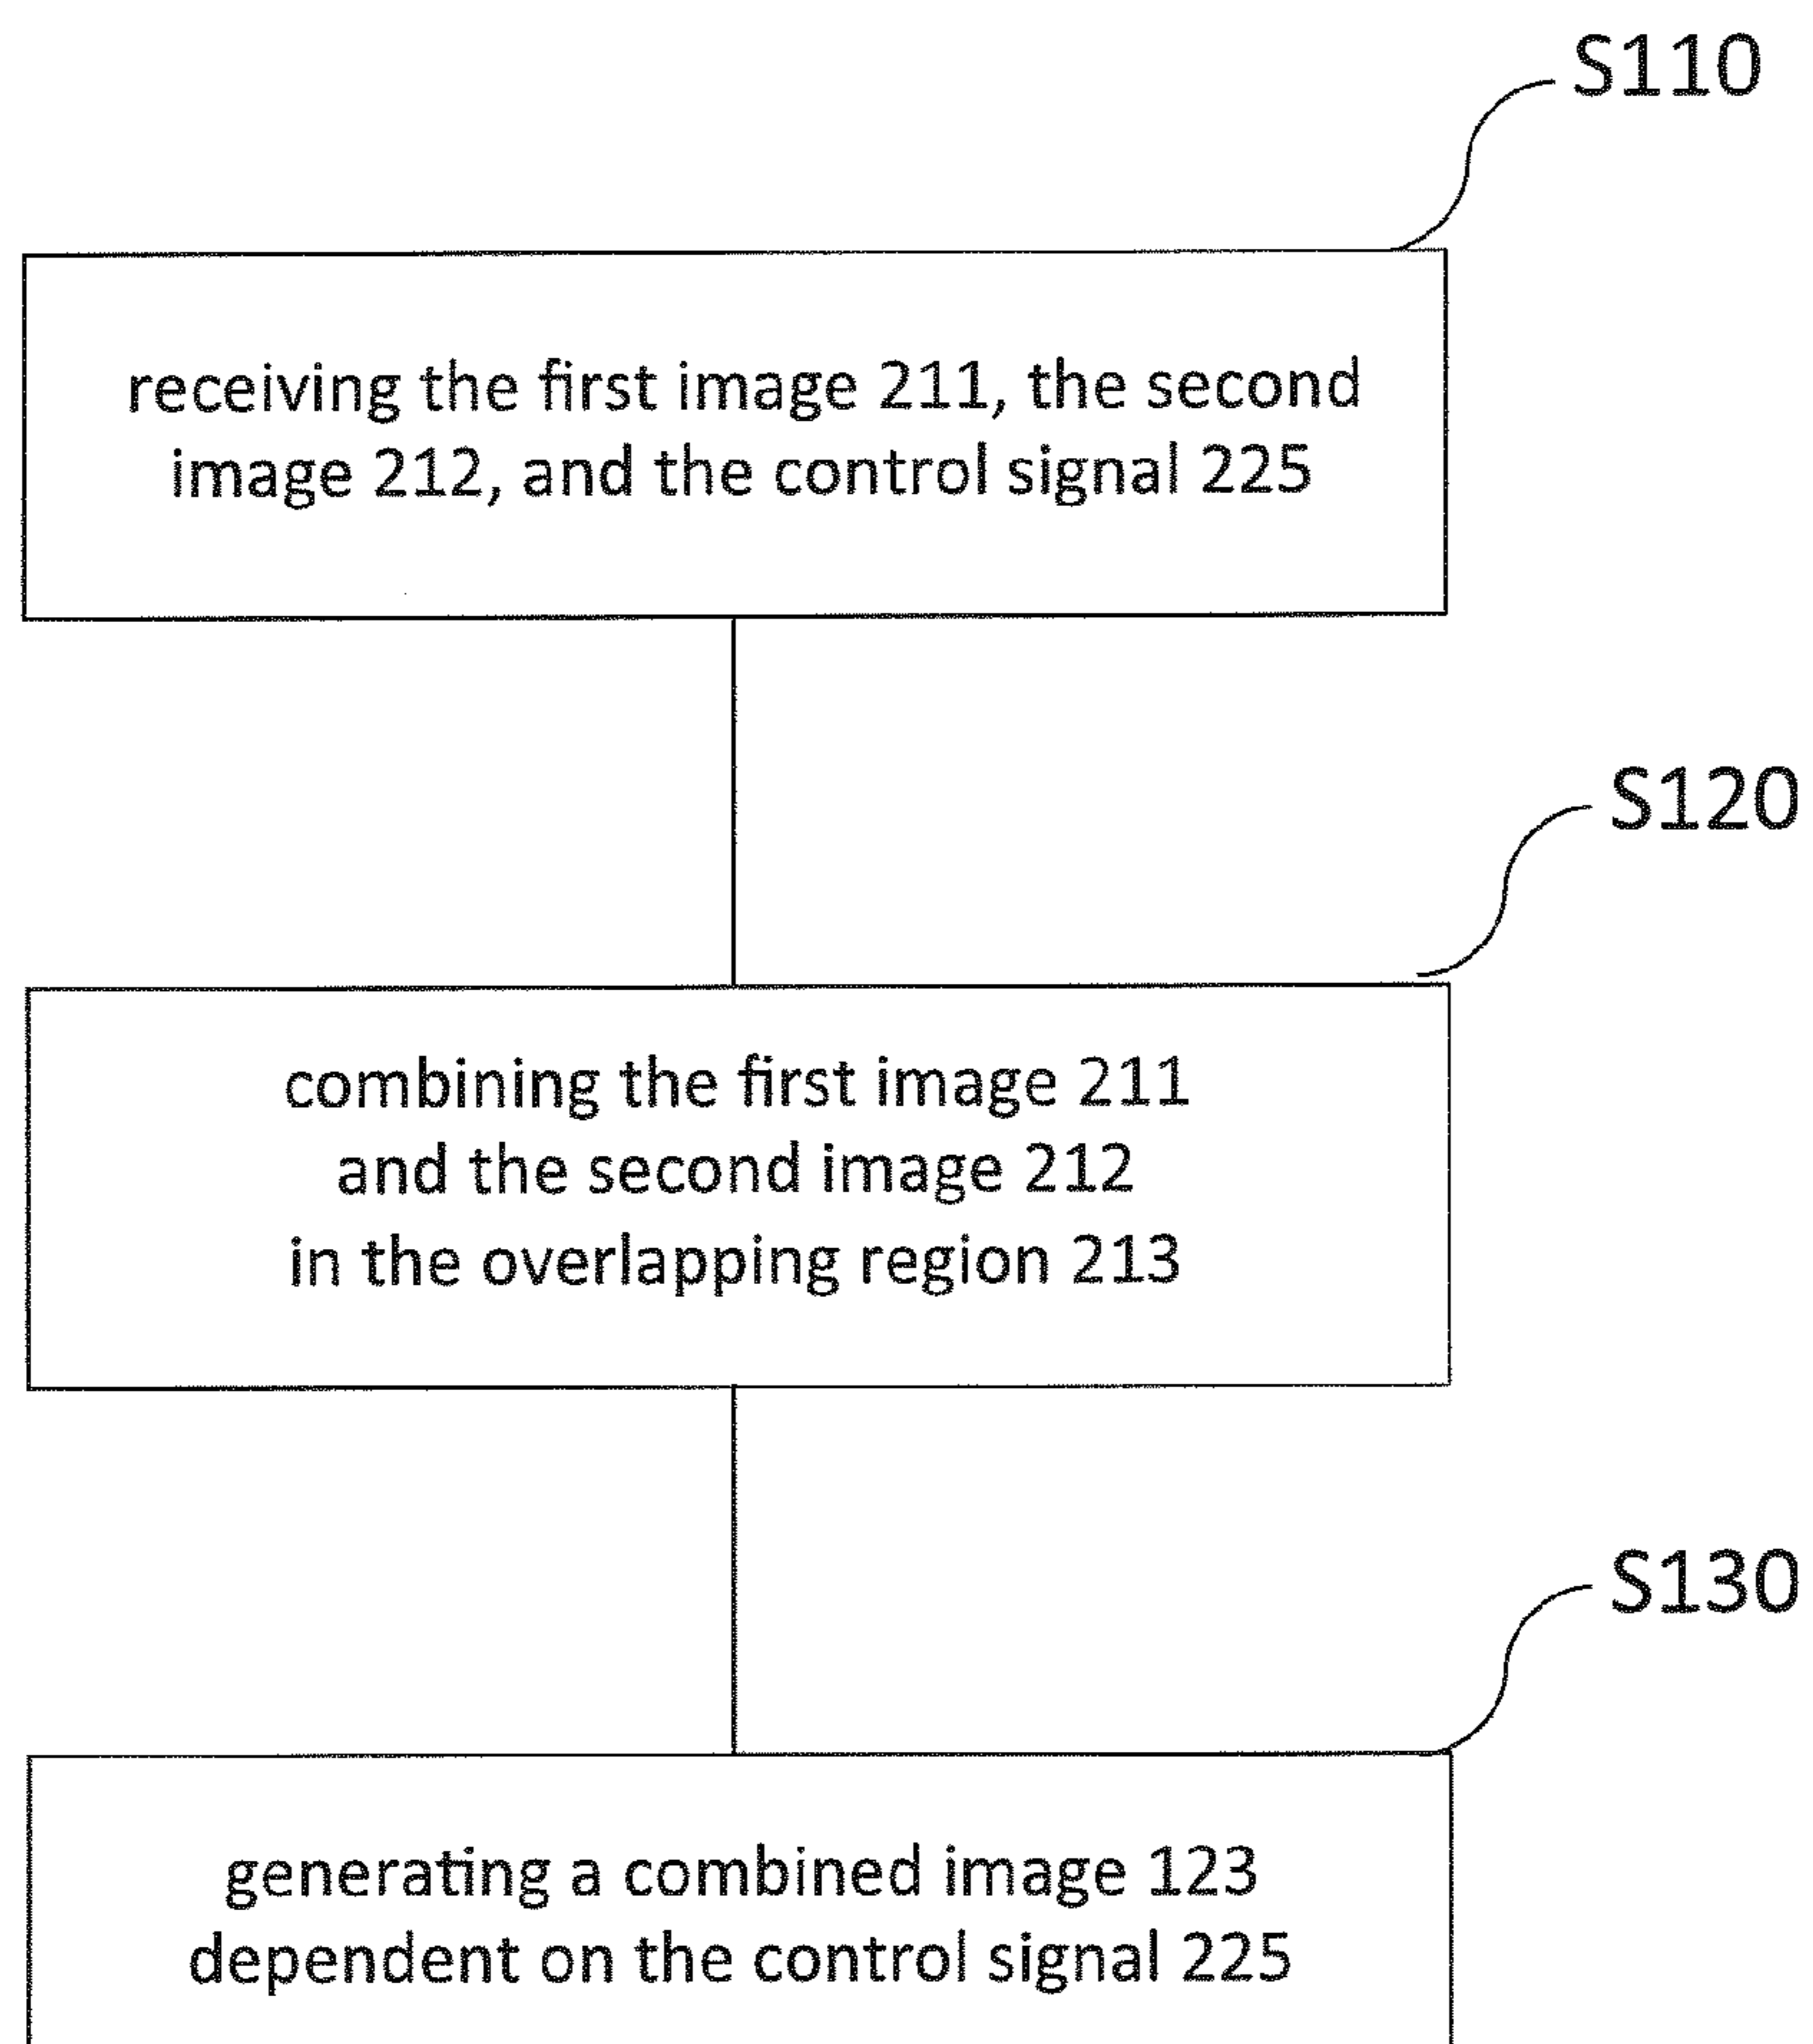 S110
receiving the first image 211, the second
image 212, and the control signal 225
S120
combining the first image 211
and the second image 212
in the overlapping region 213
S130
generating a combined image 123
dependent on the control signal 225